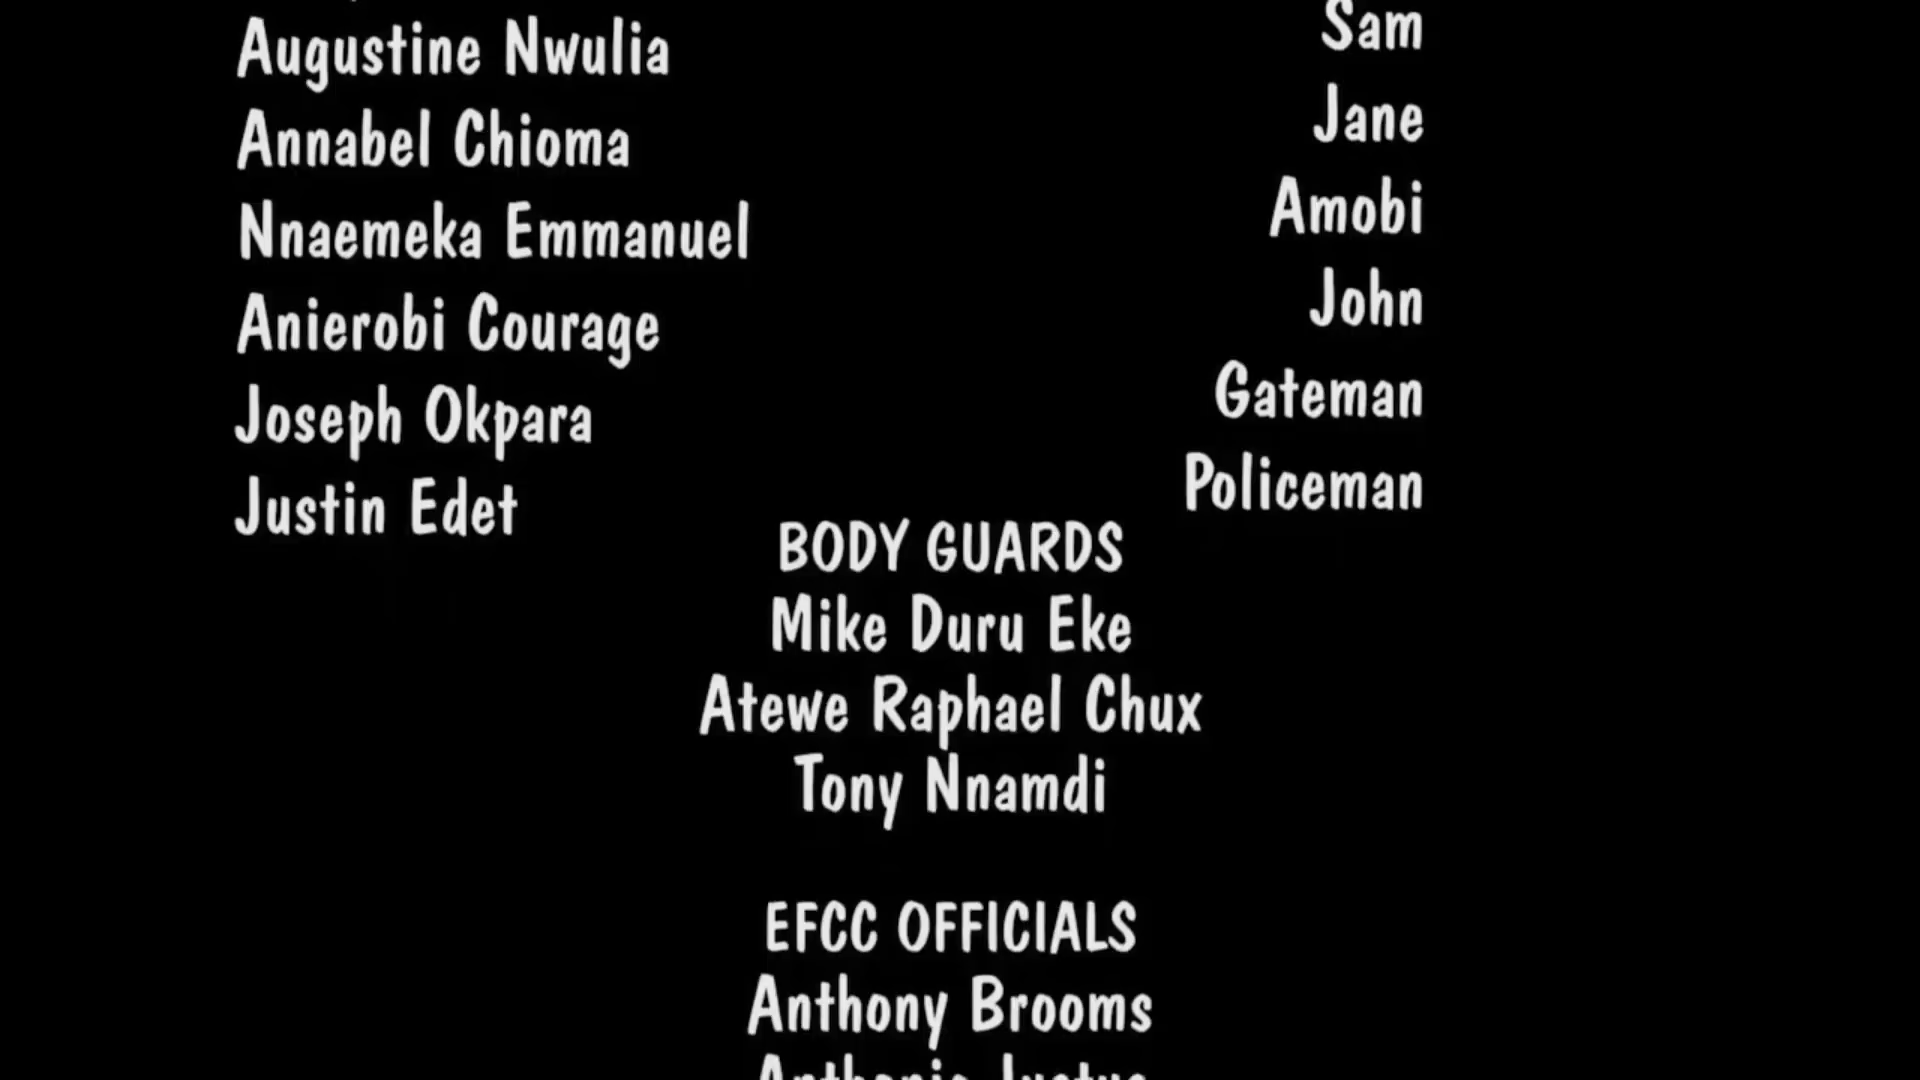 Augustine Nwulia Sam
Annabel Chioma Jane
Nnaemeka Emmanuel Amobi
Anierobi Courage John
Joseph Okpara Gateman
Justin Edet Policeman
BODY GUARDS
Mike Duru Eke
Atewe Raphael Chux
Tony Nnamdi
EFCC OFFICIALS
Anthony Brooms